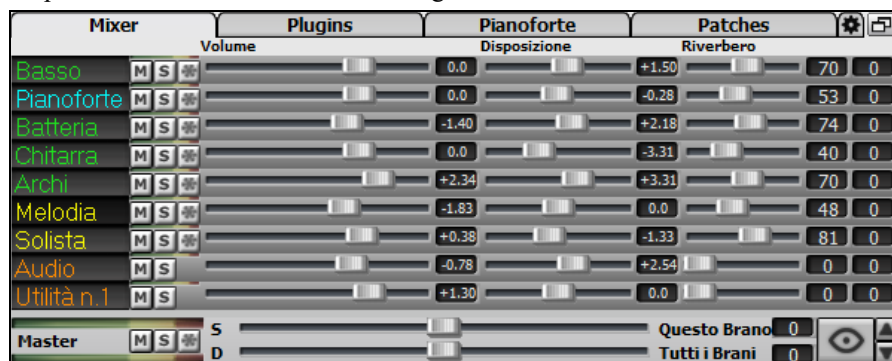 Mixer Plugins Pianoforte Patches
Volume Disposizione Riverbero
Basso M S 0.0 +1.50 70 0
Pianoforte M S 0.0 -0.28 53 0
Batteria M S -1.40 +2.18 74 0
Chitarra M S 0.0 -3.31 40 0
Archi M S +2.34 +3.31 70 0
Melodia M S -1.83 0.0 48 0
Solista M S +0.38 -1.33 81 0
Audio M S -0.78 +2.54 0 0
Utilità n.1 M S +1.30 0.0 0 0
S Questo Brano 0
Master M S
D Tutti i Brani 0